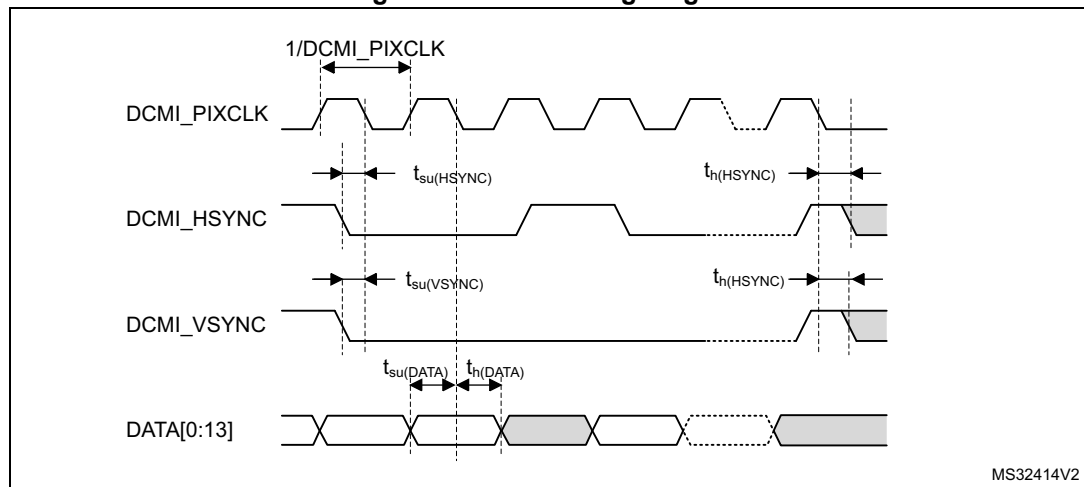 1/DCMI_PIXCLK
DCMI_PIXCLK
tsu(HSYNC)
th(HSYNC)
DCMI_HSYNC
tsu(VSYNC)
th(HSYNC)
DCMI_VSYNC
tsu(DATA) th(DATA)
DATA[0:13]
MS32414V2